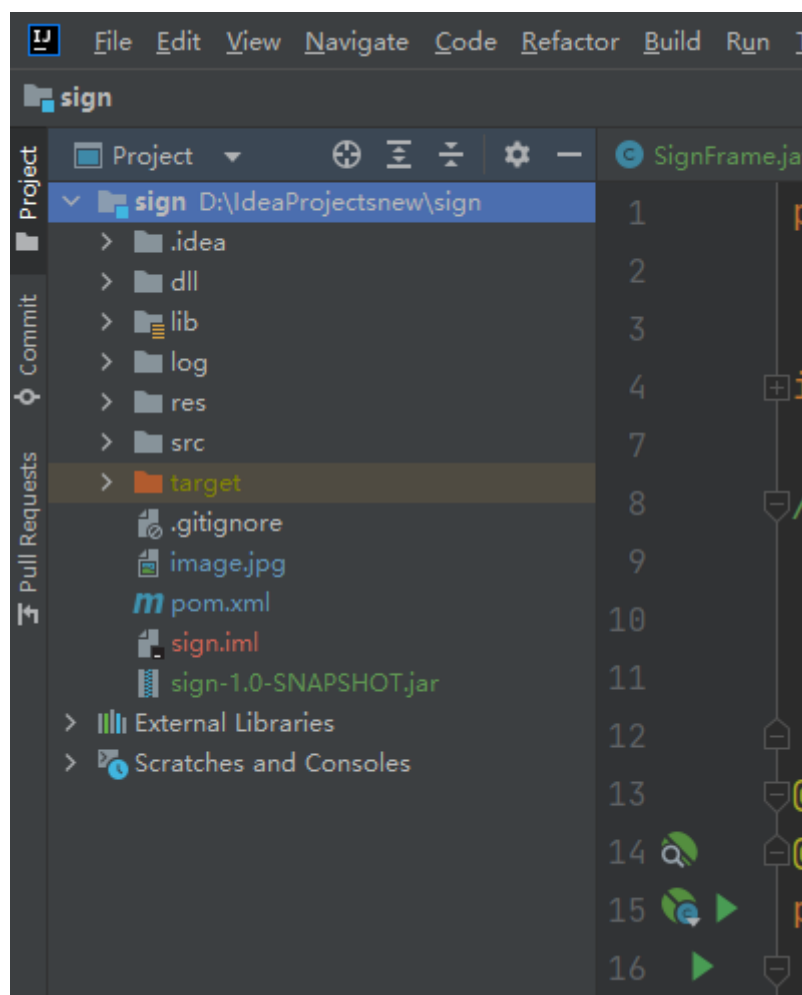 IJ File Edit View Navigate Code Refactor Build Run
sign
Project
Commit
Pull Requests
Project
sign D:\IdeaProjectsnew\sign
.idea
dll
lib
log
res
src
target
.gitignore
image.jpg
pom.xml
sign.iml
sign-1.0-SNAPSHOT.jar
External Libraries
Scratches and Consoles
SignFrame.ja
1
2
3
4
7
8
9
10
11
12
13
14
15
16